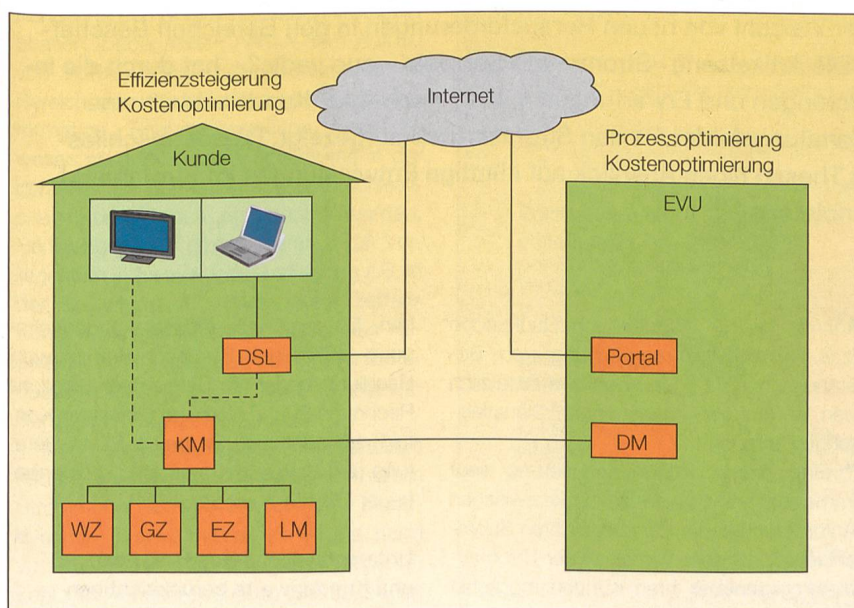 Effizienzsteigerung
Kostenoptimierung
Internet
Prozessoptimierung
Kostenoptimierung
Kunde
EVU
DSL
Portal
KM
DM
WZ GZ EZ LM